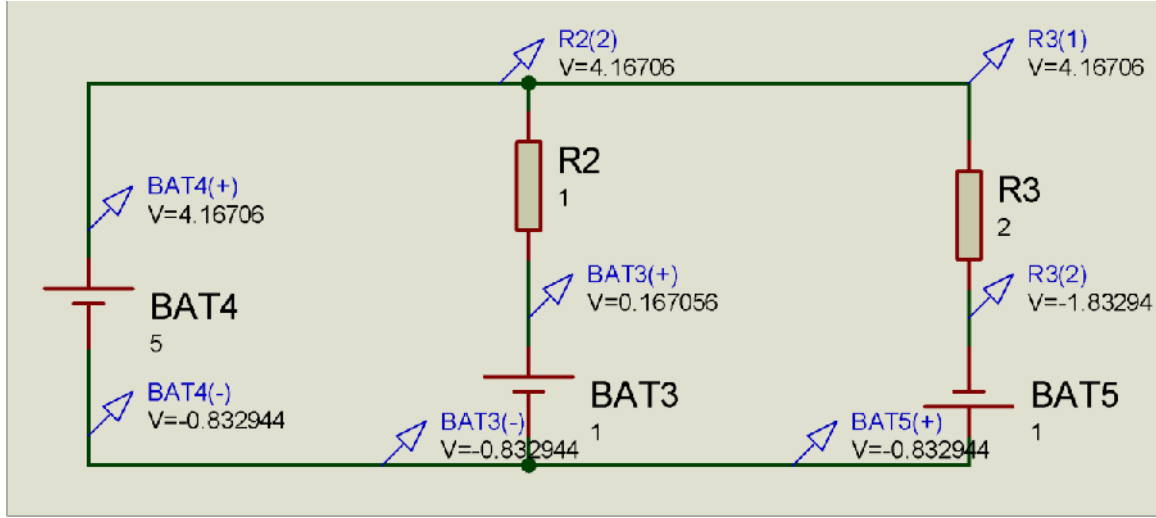 R2(2)
V=4.16706
R3(1)
V=4.16706
R2
1
BAT4(+)
V=4.16706
R3
2
BAT3(+)
V=0.167056
R3(2)
V=-1.83294
BAT4
5
BAT4(-)
V=-0.832944
BAT3
1
BAT5
1
BAT3(-)
V=-0.832944
BAT5(+)
V=-0.832944